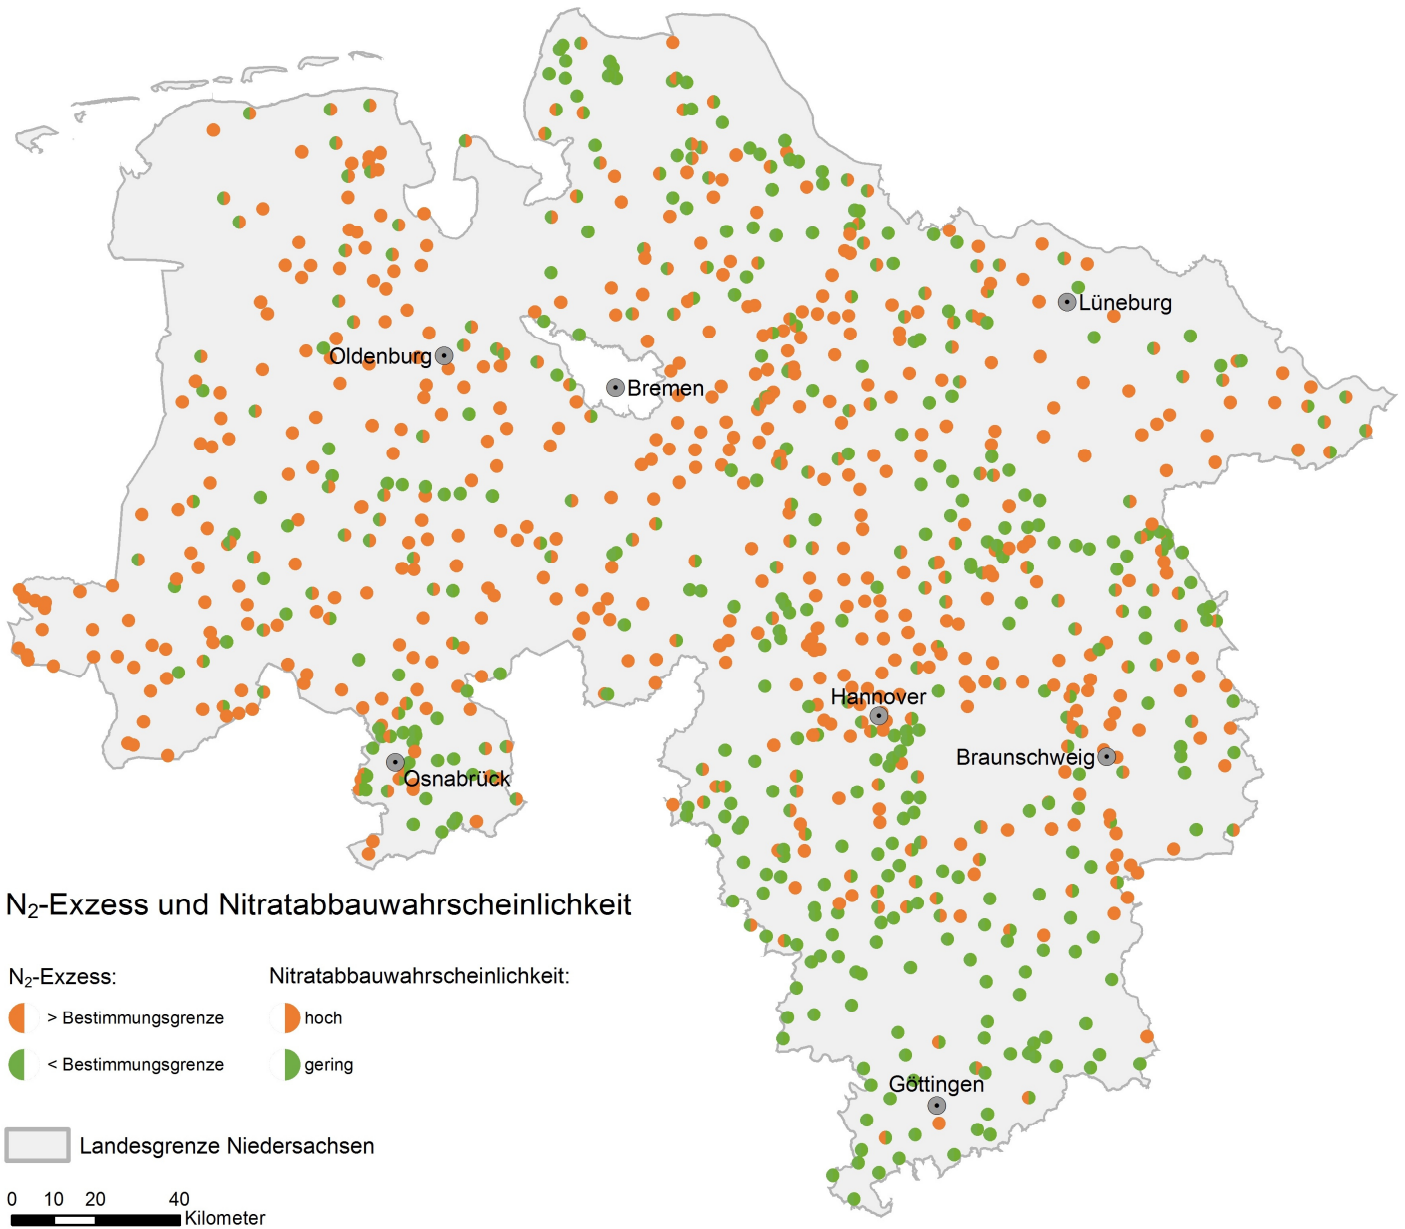 Lüneburg
Oldenburg
Bremen
Hannover
Braunschweig
Osnabrück
Göttingen
N₂-Exzess und Nitratabbauwahrscheinlichkeit
N₂-Exzess: Nitratabbauwahrscheinlichkeit:
> Bestimmungsgrenze hoch
< Bestimmungsgrenze gering
Landesgrenze Niedersachsen
0 10 20 40
Kilometer